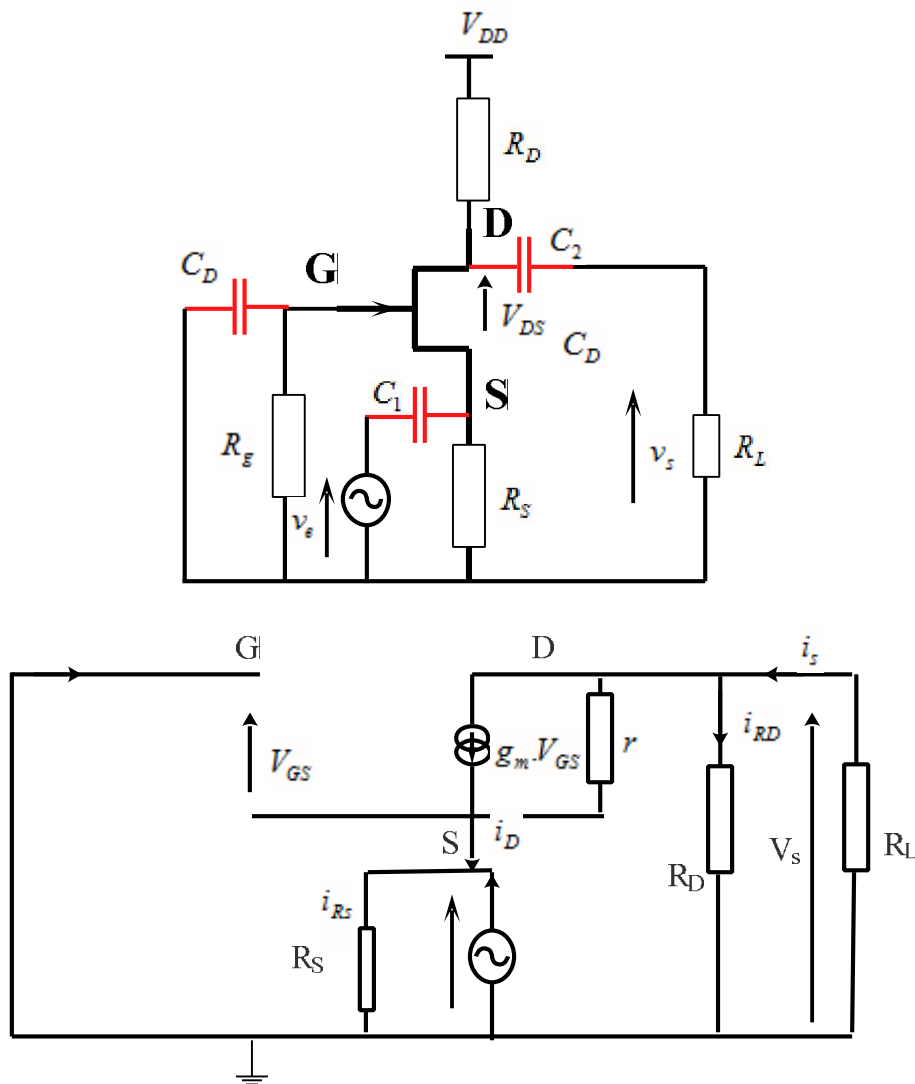 V_DD
R_D
D
C_2
C_D
G
V_DS
C_D
C_1
S
R_g
v_e
R_S
v_s
R_L
G
D
i_s
V_GS
g_m.V_GS
r
i_RD
i_D
S
R_D
V_s
R_L
i_Rs
R_S